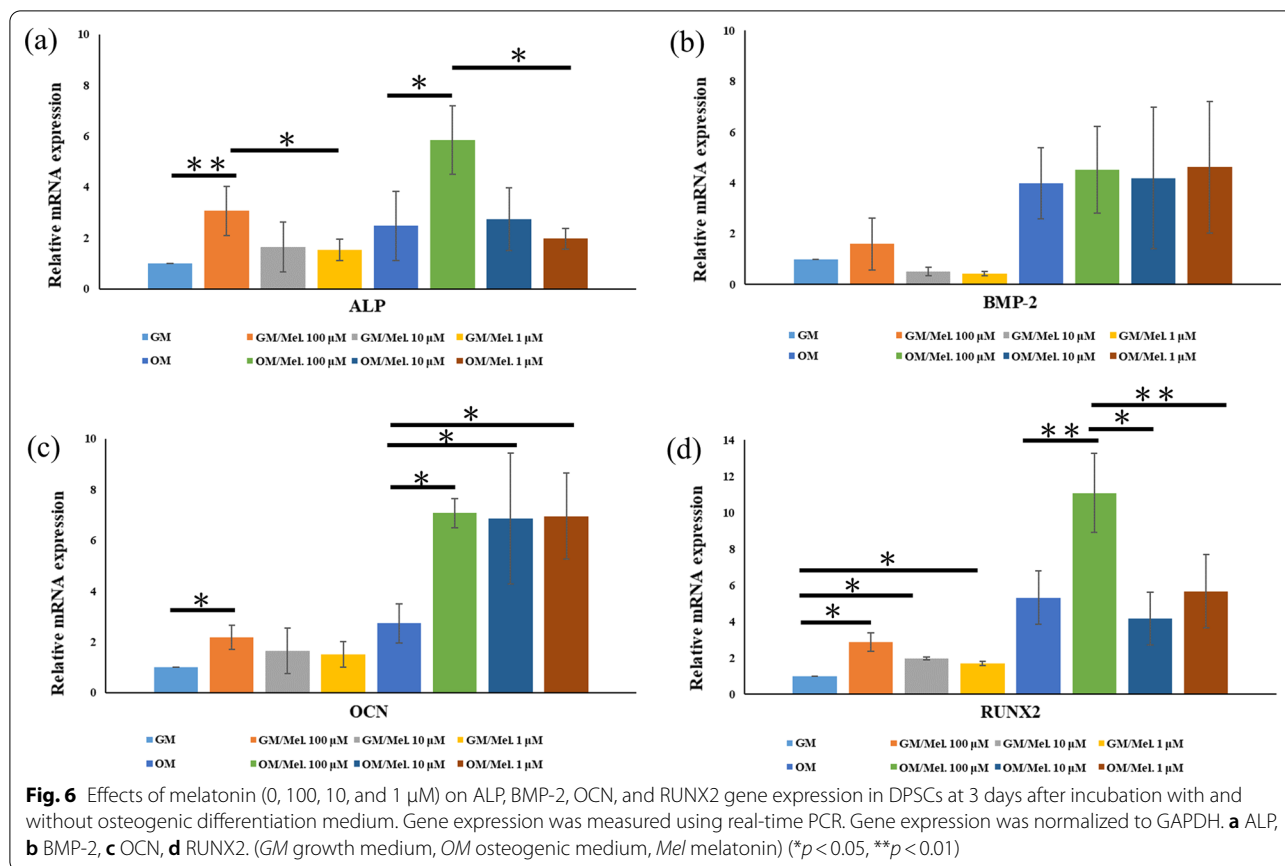 (a)
* *
*
*
*
Relative mRNA expression
10
8
6
4
2
0
ALP
GM GM/Mel. 100 µM GM/Mel. 10 µM GM/Mel. 1 µM
OM OM/Mel. 100 µM OM/Mel. 10 µM OM/Mel. 1 µM
(b)
Relative mRNA expression
10
8
6
4
2
0
BMP-2
GM GM/Mel. 100 µM GM/Mel. 10 µM GM/Mel. 1 µM
OM OM/Mel. 100 µM OM/Mel. 10 µM OM/Mel. 1 µM
(c)
*
*
*
*
Relative mRNA expression
10
8
6
4
2
0
OCN
GM GM/Mel. 100 µM GM/Mel. 10 µM GM/Mel. 1 µM
OM OM/Mel. 100 µM OM/Mel. 10 µM OM/Mel. 1 µM
(d)
* *
* *
*
*
*
*
Relative mRNA expression
14
12
10
8
6
4
2
0
RUNX2
GM GM/Mel. 100 µM GM/Mel. 10 µM GM/Mel. 1 µM
OM OM/Mel. 100 µM OM/Mel. 10 µM OM/Mel. 1 µM
Fig. 6 Effects of melatonin (0, 100, 10, and 1 µM) on ALP, BMP-2, OCN, and RUNX2 gene expression in DPSCs at 3 days after incubation with and
without osteogenic differentiation medium. Gene expression was measured using real-time PCR. Gene expression was normalized to GAPDH. a ALP,
b BMP-2, c OCN, d RUNX2. (GM growth medium, OM osteogenic medium, Mel melatonin) (*p < 0.05, **p < 0.01)